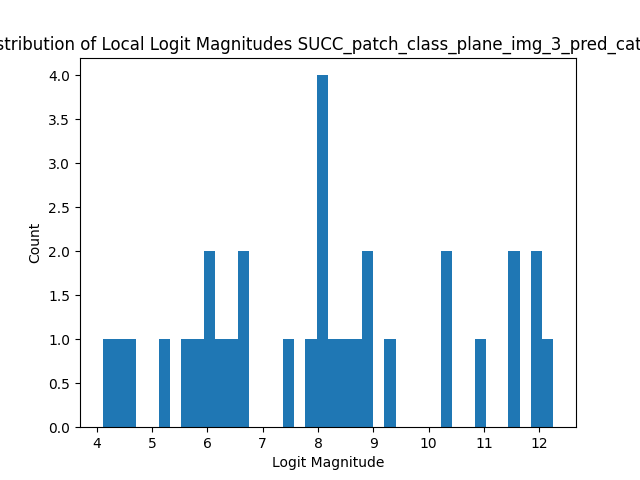 stribution of Local Logit Magnitudes SUCC_patch_class_plane_img_3_pred_cat
4.0
3.5
3.0
2.5
2.0
1.5
1.0
0.5
0.0
Count
4 5 6 7 8 9 10 11 12
Logit Magnitude